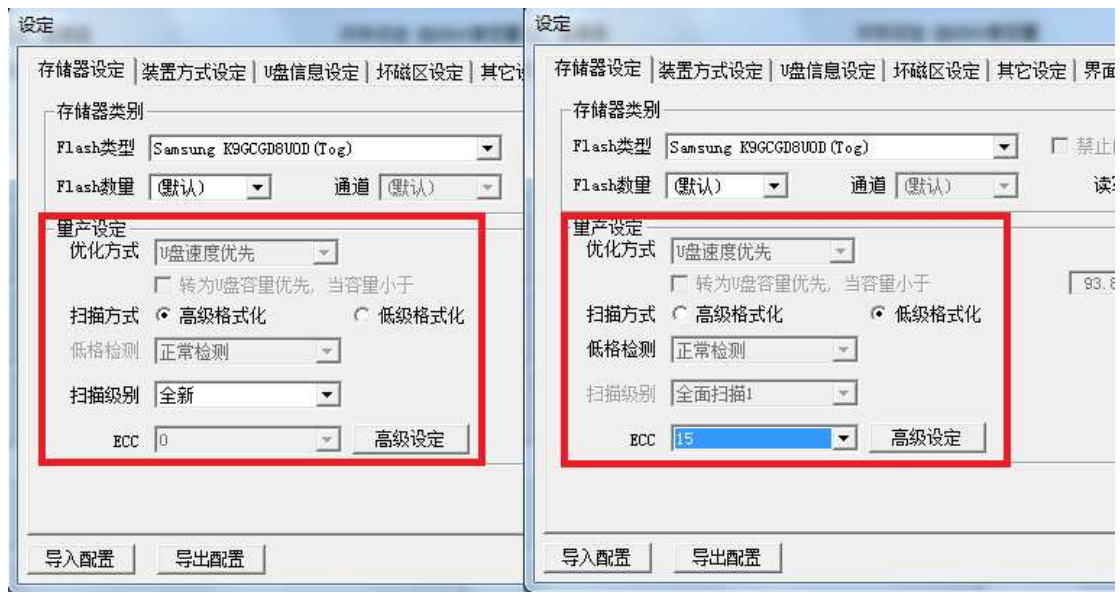 设定
存储器设定 装置方式设定 U盘信息设定 坏磁区设定
存储器类别
Flash类型 Samsung K9GCGD8U0D(Tog)
Flash数量 (默认) 通道 (默认)
量产设定
优化方式 U盘速度优先
转为U盘容量优先, 当容量小于
扫描方式 高级格式化 低级格式化
低格检测 正常检测
扫描级别 全新
ECC 0 高级设定
导入配置 导出配置
设定
存储器设定 装置方式设定 U盘信息设定 坏磁区设定 其它设定 界面
存储器类别
Flash类型 Samsung K9GCGD8U0D(Tog) 禁止
Flash数量 (默认) 通道 (默认)
量产设定
优化方式 U盘速度优先
转为U盘容量优先, 当容量小于 93.8
扫描方式 高级格式化 低级格式化
低格检测 正常检测
扫描级别 全面扫描1
ECC 15 高级设定
导入配置 导出配置